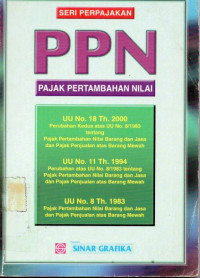 SERI PERPAJAKAN
PPN
PAJAK PERTAMBAHAN NILAI
UU No. 18 Th. 2000
Perubahan Kedua atas UU No. 8/1983
tentang
Pajak Pertambahan Nilai Barang dan Jasa
dan Pajak Penjualan atas Barang Mewah
UU No. 11 Th. 1994
Perubahan atas UU No. 8/1983 tentang
Pajak Pertambahan Nilai Barang dan Jasa
dan Pajak Penjualan atas Barang Mewah
UU No. 8 Th. 1983
Pajak Pertambahan Nilai Barang dan Jasa
dan Pajak Penjualan atas Barang Mewah
SINAR GRAFIKA